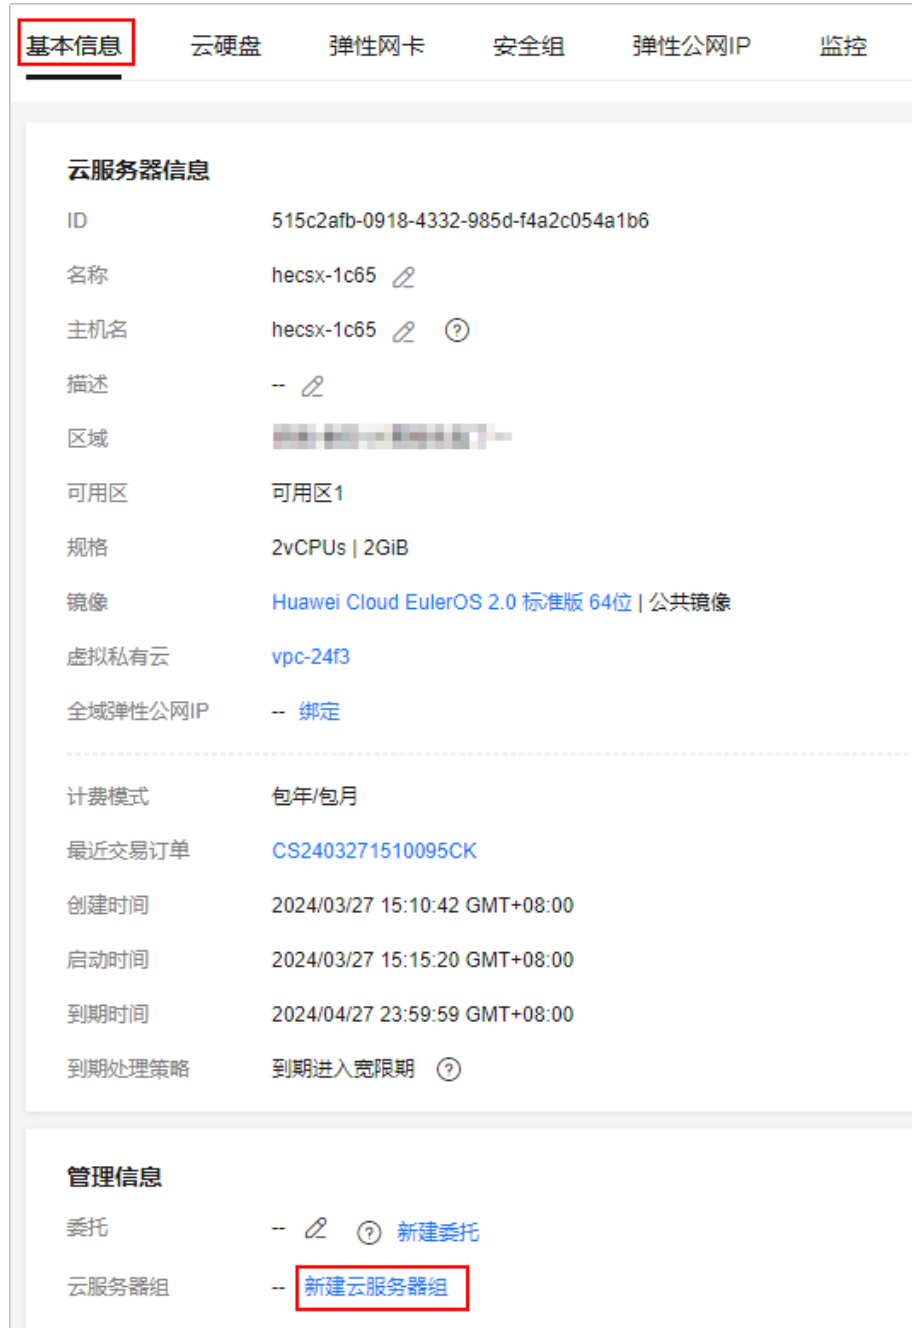 基本信息 云硬盘 弹性网卡 安全组 弹性公网IP 监控
云服务器信息
ID 515c2afb-0918-4332-985d-f4a2c054a1b6
名称 hecsx-1c65
主机名 hecsx-1c65
描述 --
区域
可用区 可用区1
规格 2vCPUs | 2GiB
镜像 Huawei Cloud EulerOS 2.0 标准版 64位 | 公共镜像
虚拟私有云 vpc-24f3
全域弹性公网IP -- 绑定
计费模式 包年/包月
最近交易订单 CS2403271510095CK
创建时间 2024/03/27 15:10:42 GMT+08:00
启动时间 2024/03/27 15:15:20 GMT+08:00
到期时间 2024/04/27 23:59:59 GMT+08:00
到期处理策略 到期进入宽限期
管理信息
委托 -- 新建委托
云服务器组 -- 新建云服务器组